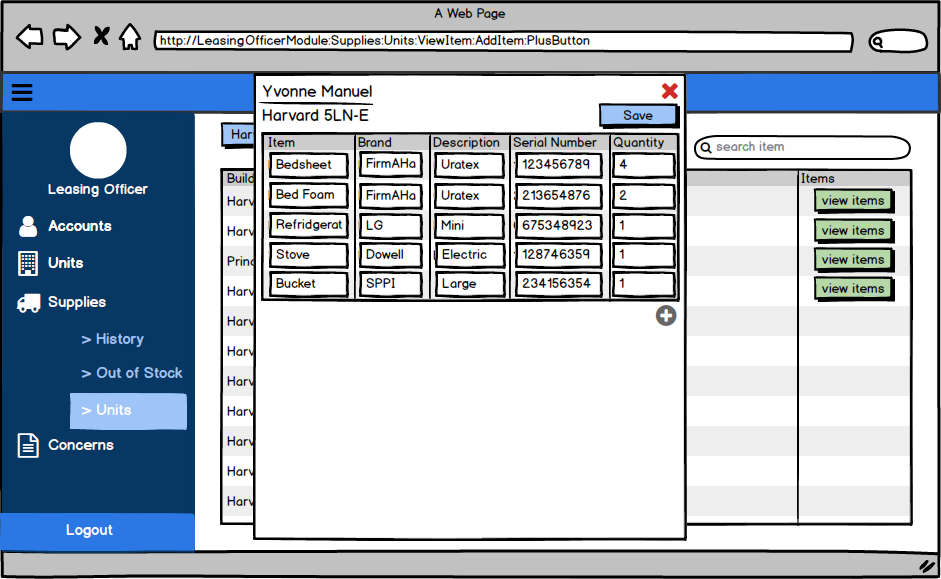 A Web Page
http://LeasingOfficerModule:Supplies:Units:ViewItem:AddItem:PlusButton
Yvonne Manuel
Harvard 5LN-E
Save
Har
search item
Item Brand Description Serial Number Quantity
Bedsheet FirmAHa Uratex 123456789 4
Bed Foam FirmAHa Uratex 213654876 2
Refridgerat LG Mini 675348923 1
Stove Dowell Electric 128746359 1
Bucket SPPI Large 234156354 1
Build
Items
Harv
view items
Harv
view items
Princ
view items
Harv
view items
Harv
Harv
Harv
Harv
Harv
Harv
Harv
Leasing Officer
Accounts
Units
Supplies
> History
> Out of Stock
> Units
Concerns
Logout